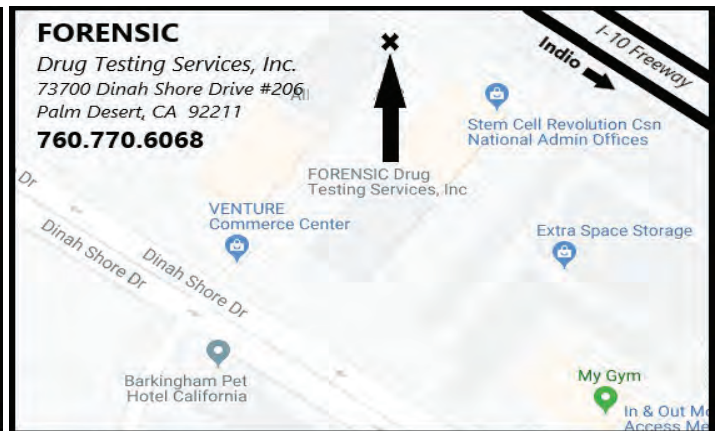 FORENSIC
Drug Testing Services, Inc.
73700 Dinah Shore Drive #206
Palm Desert, CA 92211
760.770.6068
All
I-10 Freeway
Indio
Stem Cell Revolution Csn
National Admin Offices
FORENSIC Drug
Testing Services, Inc
VENTURE
Commerce Center
Extra Space Storage
Dr
Dinah Shore Dr
Dinah Shore Dr
Barkingham Pet
Hotel California
My Gym
In & Out
Access